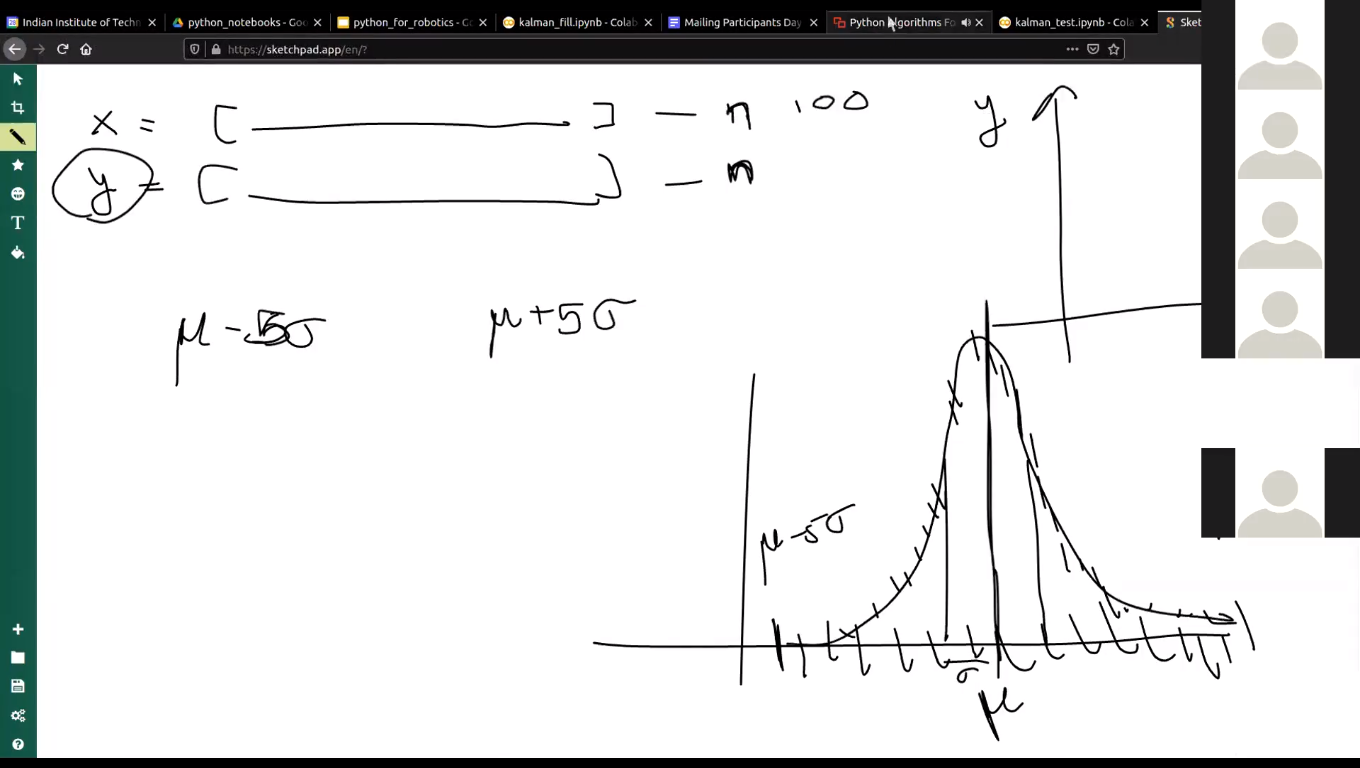 Indian Institute of Techn
python_notebooks - Goo
python_for_robotics - G
kalman_fill.ipynb - Colab
Mailing Participants Day
Python Algorithms Fo
kalman_test.ipynb - Colab
Sket
https://sketchpad.app/en/?
x = [ ] — n 100
y = [ ] — n
y
μ - 5σ μ + 5σ
μ - 5σ
σ
μ
T